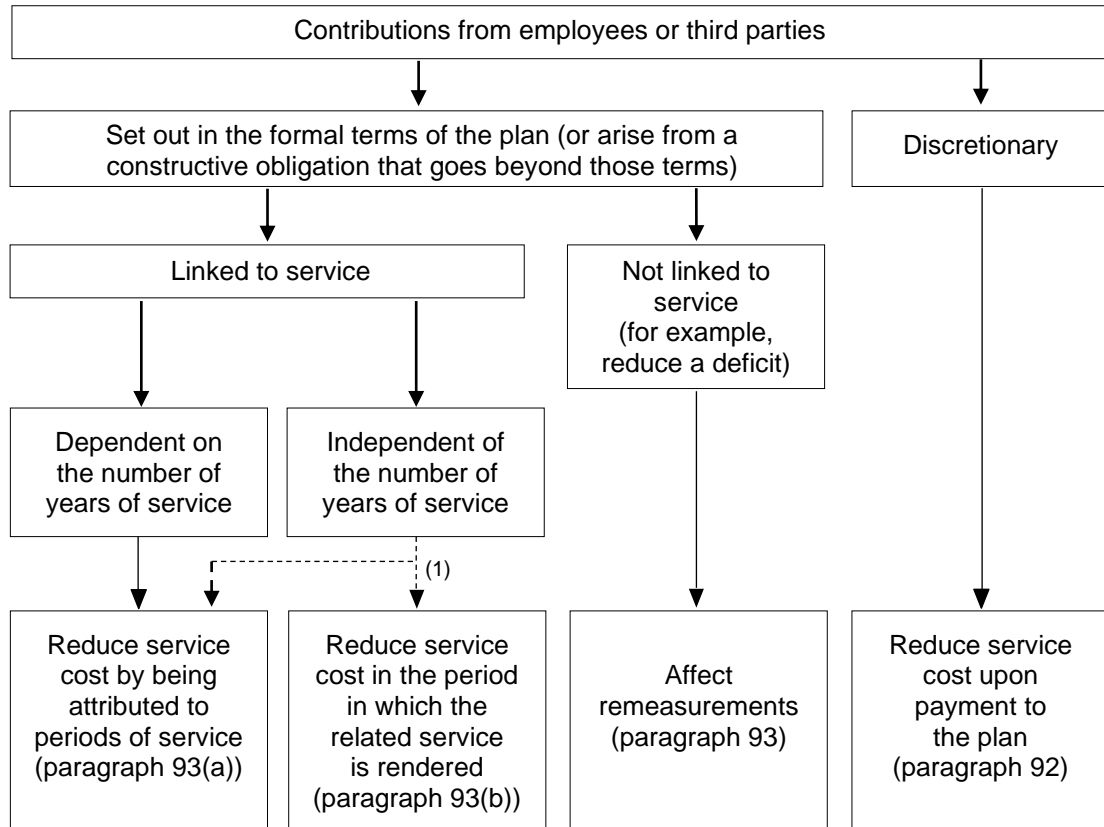 Contributions from employees or third parties
Set out in the formal terms of the plan (or arise from a
constructive obligation that goes beyond those terms)
Discretionary
Linked to service
Not linked to
service
(for example,
reduce a deficit)
Dependent on
the number of
years of service
Independent of
the number of
years of service
(1)
Reduce service
cost by being
attributed to
periods of service
(paragraph 93(a))
Reduce service
cost in the period
in which the
related service
is rendered
(paragraph 93(b))
Affect
remeasurements
(paragraph 93)
Reduce service
cost upon
payment to
the plan
(paragraph 92)